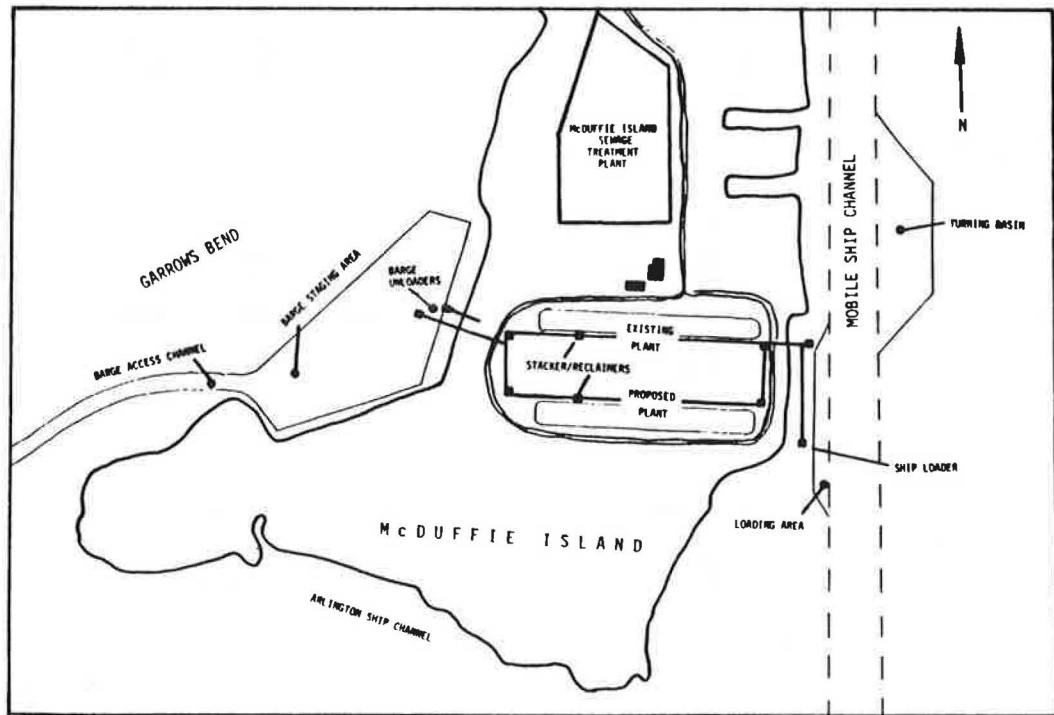 McDUFFIE ISLAND
SEWAGE
TREATMENT
PLANT
N
MOBILE SHIP CHANNEL
TURNING BASIN
GARROWS BEND
BARGE STAGING AREA
BARGE
UNLOADERS
BARGE ACCESS CHANNEL
EXISTING
PLANT
STACKER/RECLAIMERS
PROPOSED
PLANT
SHIP LOADER
LOADING AREA
McDUFFIE ISLAND
ARLINGTON SHIP CHANNEL